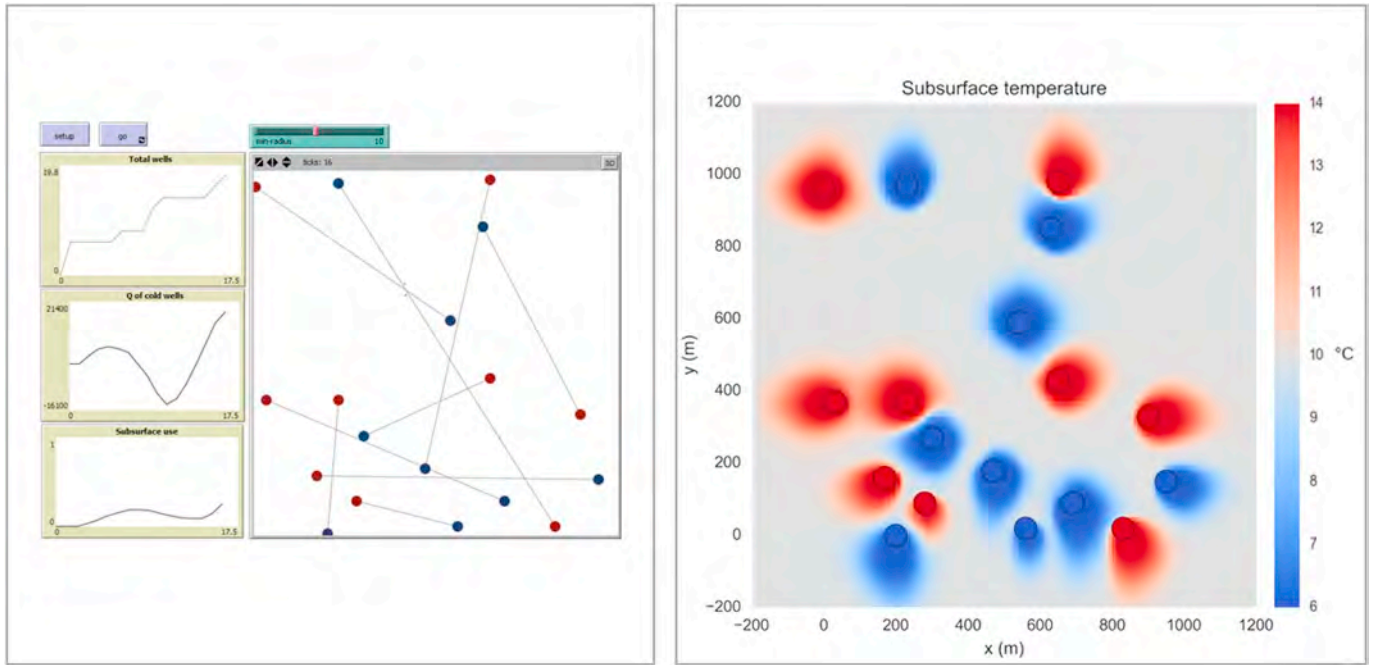 setup
go
min-radius 10
Total wells
19.8
0
0 17.5
Q of cold wells
21400
-16100
0 17.5
Subsurface use
1
0
0 17.5
ticks: 16
3D
Subsurface temperature
y (m)
1200
1000
800
600
400
200
0
−200
−200 0 200 400 600 800 1000 1200
x (m)
14
13
12
11
10
9
8
7
6
°C